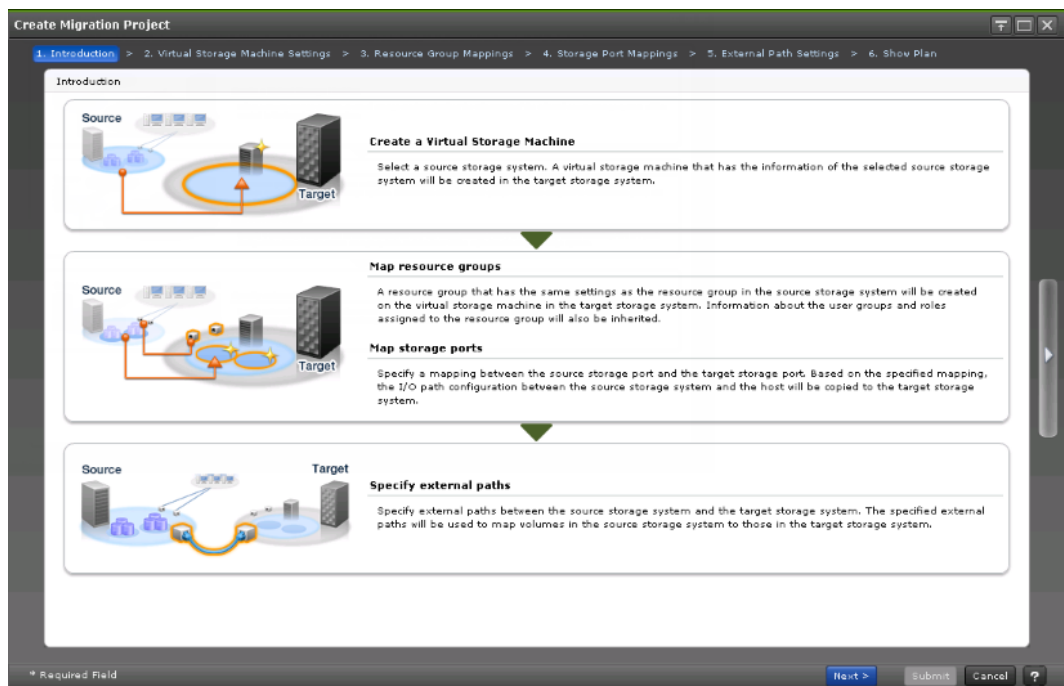 Create Migration Project
1. Introduction > 2. Virtual Storage Machine Settings > 3. Resource Group Mappings > 4. Storage Port Mappings > 5. External Path Settings > 6. Show Plan
Introduction
Source
Target
Create a Virtual Storage Machine
Select a source storage system. A virtual storage machine that has the information of the selected source storage
system will be created in the target storage system.
Source
Target
Map resource groups
A resource group that has the same settings as the resource group in the source storage system will be created
on the virtual storage machine in the target storage system. Information about the user groups and roles
assigned to the resource group will also be inherited.
Map storage ports
Specify a mapping between the source storage port and the target storage port. Based on the specified mapping,
the I/O path configuration between the source storage system and the host will be copied to the target storage
system.
Source
Target
Specify external paths
Specify external paths between the source storage system and the target storage system. The specified external
paths will be used to map volumes in the source storage system to those in the target storage system.
* Required Field
Next >
Submit
Cancel
?